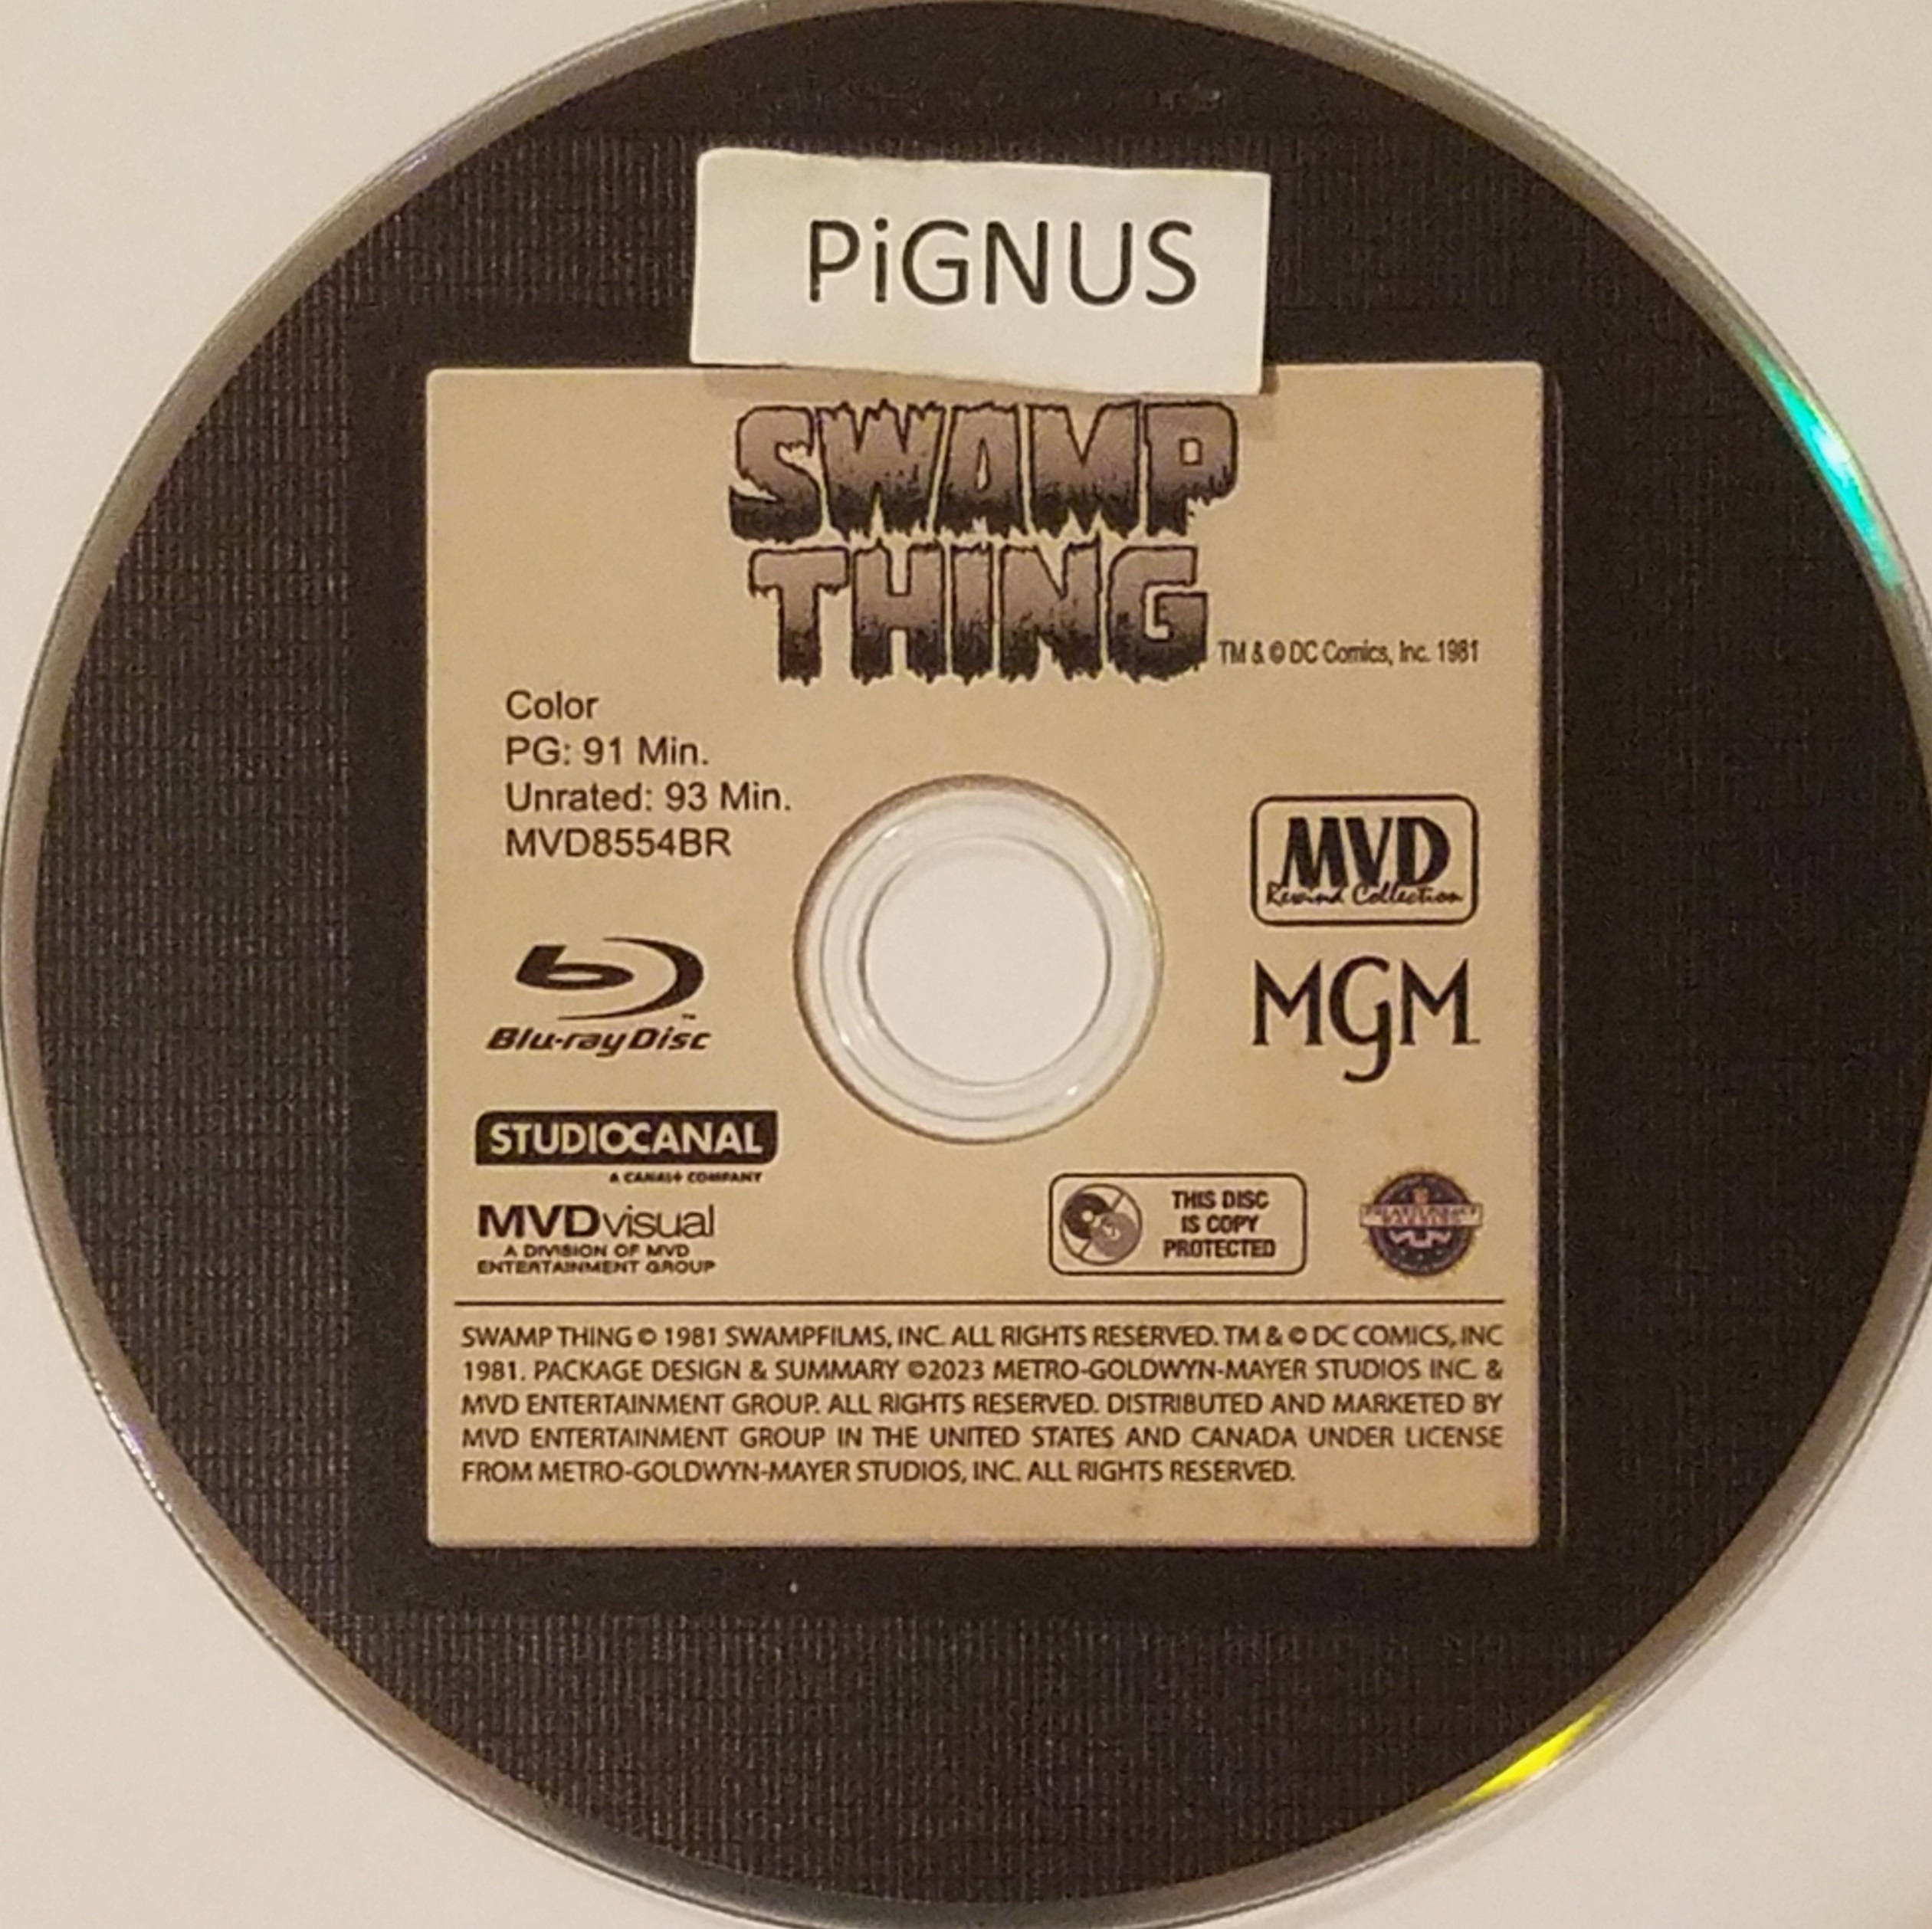 PiGNUS
SWAMP
THING
TM & © DC Comics, Inc. 1981
Color
PG: 91 Min.
Unrated: 93 Min.
MVD8554BR
MVD
Rewind Collection
Blu-ray Disc
TM
MGM
STUDIOCANAL
A CANAL+ COMPANY
MVDvisual
A DIVISION OF MVD
ENTERTAINMENT GROUP
THIS DISC
IS COPY
PROTECTED
SWAMP THING © 1981 SWAMPFILMS, INC. ALL RIGHTS RESERVED. TM & © DC COMICS, INC
1981. PACKAGE DESIGN & SUMMARY ©2023 METRO-GOLDWYN-MAYER STUDIOS INC. &
MVD ENTERTAINMENT GROUP. ALL RIGHTS RESERVED. DISTRIBUTED AND MARKETED BY
MVD ENTERTAINMENT GROUP IN THE UNITED STATES AND CANADA UNDER LICENSE
FROM METRO-GOLDWYN-MAYER STUDIOS, INC. ALL RIGHTS RESERVED.